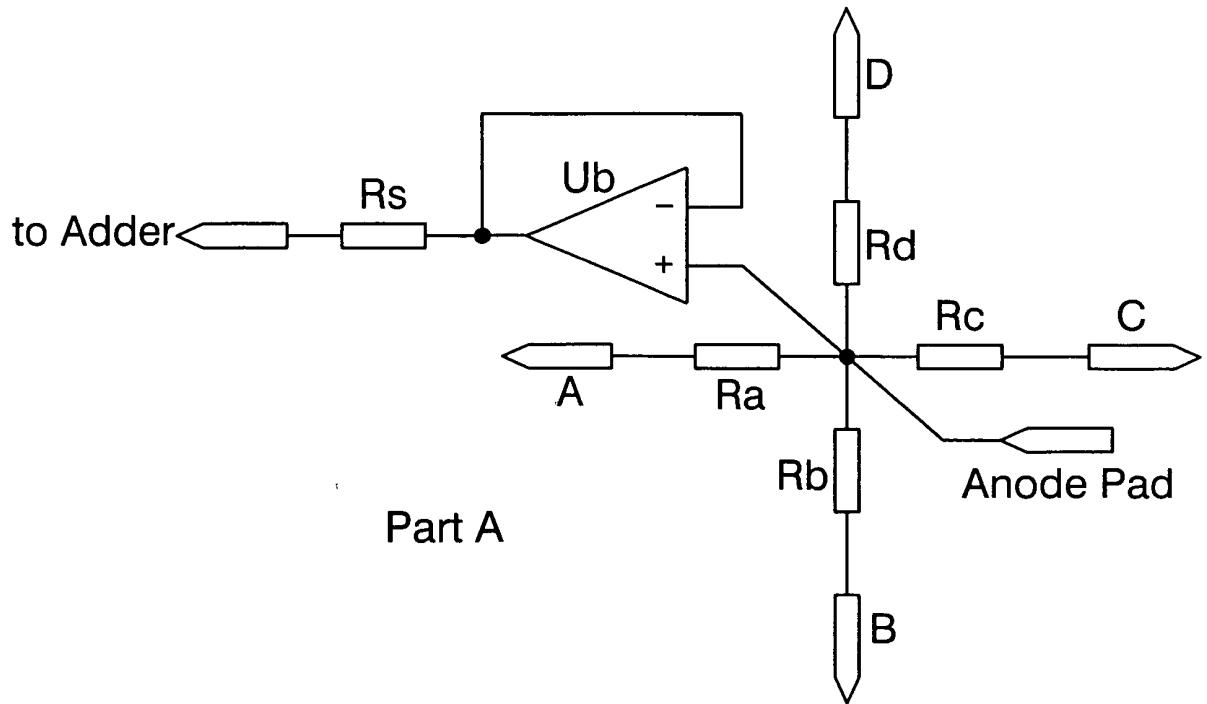 D
Ub
Rs
−
to Adder
+
Rd
Rc
C
A
Ra
Rb
Anode Pad
Part A
B